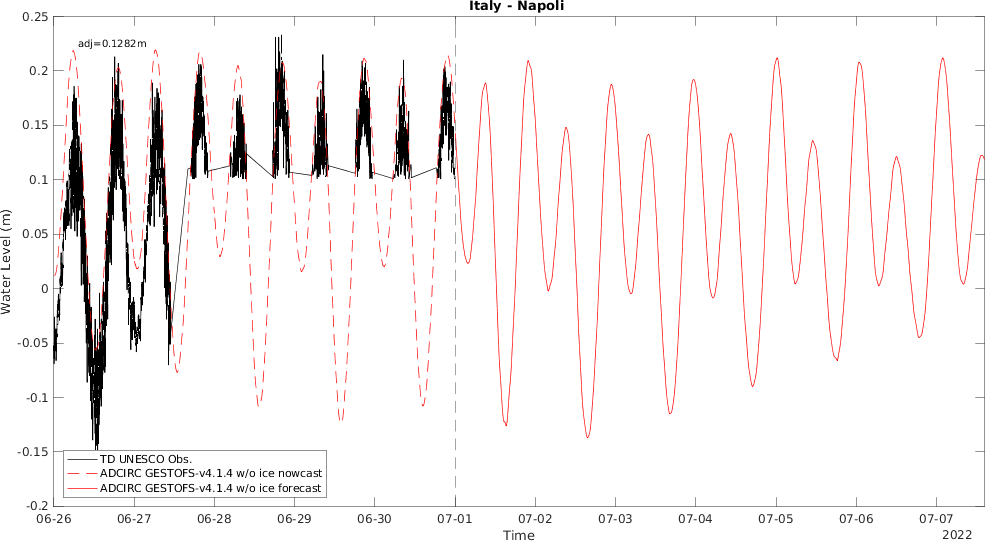 Italy - Napoli
adj=0.1282m
0.25
0.2
0.15
0.1
0.05
0
-0.05
-0.1
-0.15
-0.2
Water Level (m)
TD UNESCO Obs.
ADCIRC GESTOFS-v4.1.4 w/o ice nowcast
ADCIRC GESTOFS-v4.1.4 w/o ice forecast
06-26 06-27 06-28 06-29 06-30 07-01 07-02 07-03 07-04 07-05 07-06 07-07
Time
2022